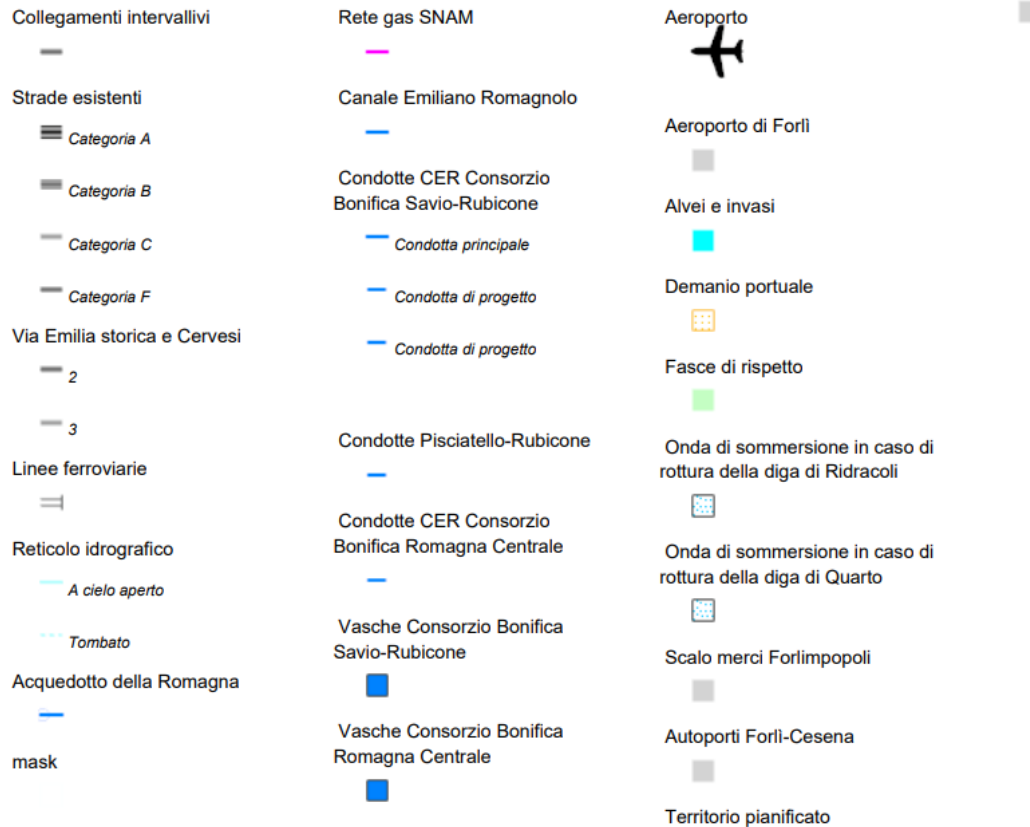 Collegamenti intervallivi
Strade esistenti
Categoria A
Categoria B
Categoria C
Categoria F
Via Emilia storica e Cervesi
2
3
Linee ferroviarie
Reticolo idrografico
A cielo aperto
Tombato
Acquedotto della Romagna
mask
Rete gas SNAM
Canale Emiliano Romagnolo
Condotte CER Consorzio
Bonifica Savio-Rubicone
Condotta principale
Condotta di progetto
Condotta di progetto
Condotte Pisciatello-Rubicone
Condotte CER Consorzio
Bonifica Romagna Centrale
Vasche Consorzio Bonifica
Savio-Rubicone
Vasche Consorzio Bonifica
Romagna Centrale
Aeroporto
Aeroporto di Forlì
Alvei e invasi
Demanio portuale
Fasce di rispetto
Onda di sommersione in caso di
rottura della diga di Ridracoli
Onda di sommersione in caso di
rottura della diga di Quarto
Scalo merci Forlimpopoli
Autoporti Forlì-Cesena
Territorio pianificato